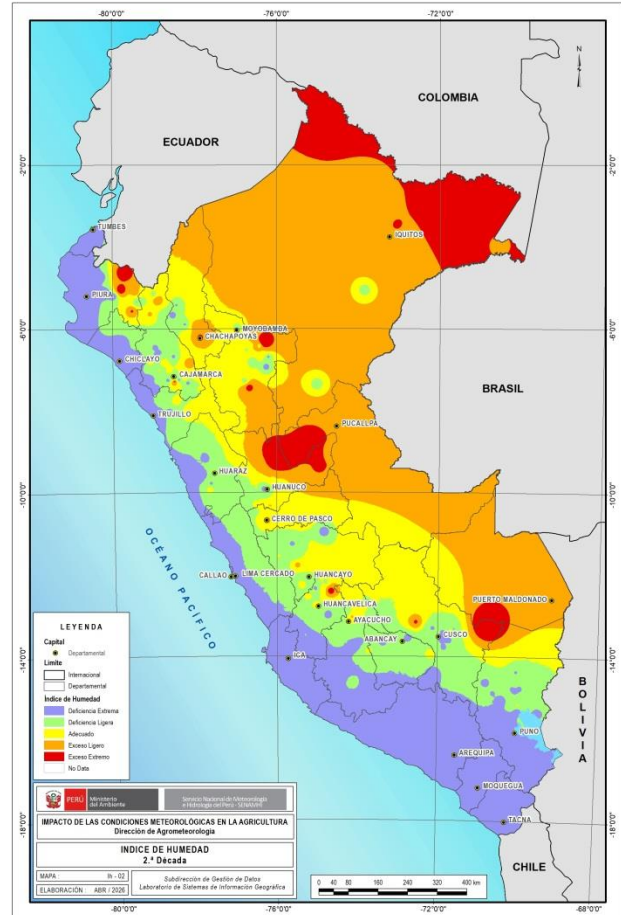 -80°0'0" -76°0'0" -72°0'0"
N
COLOMBIA
ECUADOR
-2°0'0" -2°0'0"
TUMBES
IQUITOS
PIURA
-6°0'0" -6°0'0"
MOYOBAMBA
CHACHAPOYAS
CHICLAYO
CAJAMARCA
BRASIL
TRUJILLO
PUCALLPA
HUARAZ
HUANUCO
-10°0'0" -10°0'0"
CERRO DE PASCO
OCÉANO PACÍFICO
CALLAO
LIMA CERCADO
HUANCAYO
PUERTO MALDONADO
HUANCAVELICA
AYACUCHO
ABANCAY
CUSCO
ICA
-14°0'0" -14°0'0"
BOLIVIA
PUNO
AREQUIPA
MOQUEGUA
TACNA
-18°0'0" -18°0'0"
CHILE
LEYENDA
Capital
Departamental
Límite
Internacional
Departamental
Índice de Humedad
Deficiencia Extrema
Deficiencia Ligera
Adecuado
Exceso Ligero
Exceso Extremo
No Data
PERÚ
Ministerio
del Ambiente
Servicio Nacional de Meteorología
e Hidrología del Perú - SENAMHI
IMPACTO DE LAS CONDICIONES METEOROLÓGICAS EN LA AGRICULTURA
Dirección de Agrometeorología
INDICE DE HUMEDAD
2.ª Década
MAPA : Ih - 02
ELABORACIÓN : ABR / 2026
Subdirección de Gestión de Datos
Laboratorio de Sistemas de Información Geográfica
0 40 80 160 240 320 400 km
-80°0'0" -76°0'0" -72°0'0" -68°0'0"